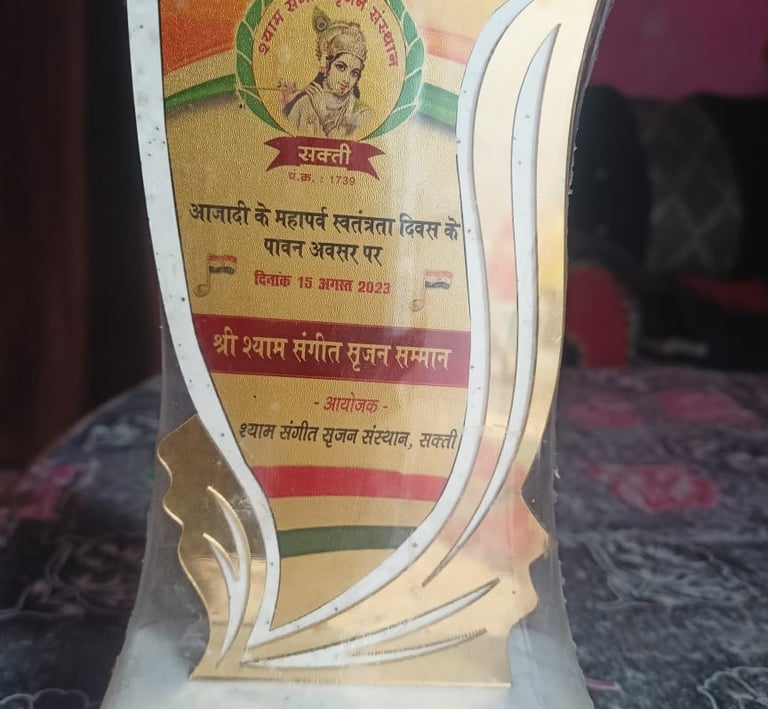 श्याम संगीत सृजन संस्थान
सक्ती
पं.क्र. : 1739
आजादी के महापर्व स्वतंत्रता दिवस के
पावन अवसर पर
दिनांक 15 अगस्त 2023
श्री श्याम संगीत सृजन सम्मान
- आयोजक -
श्याम संगीत सृजन संस्थान, सक्ती